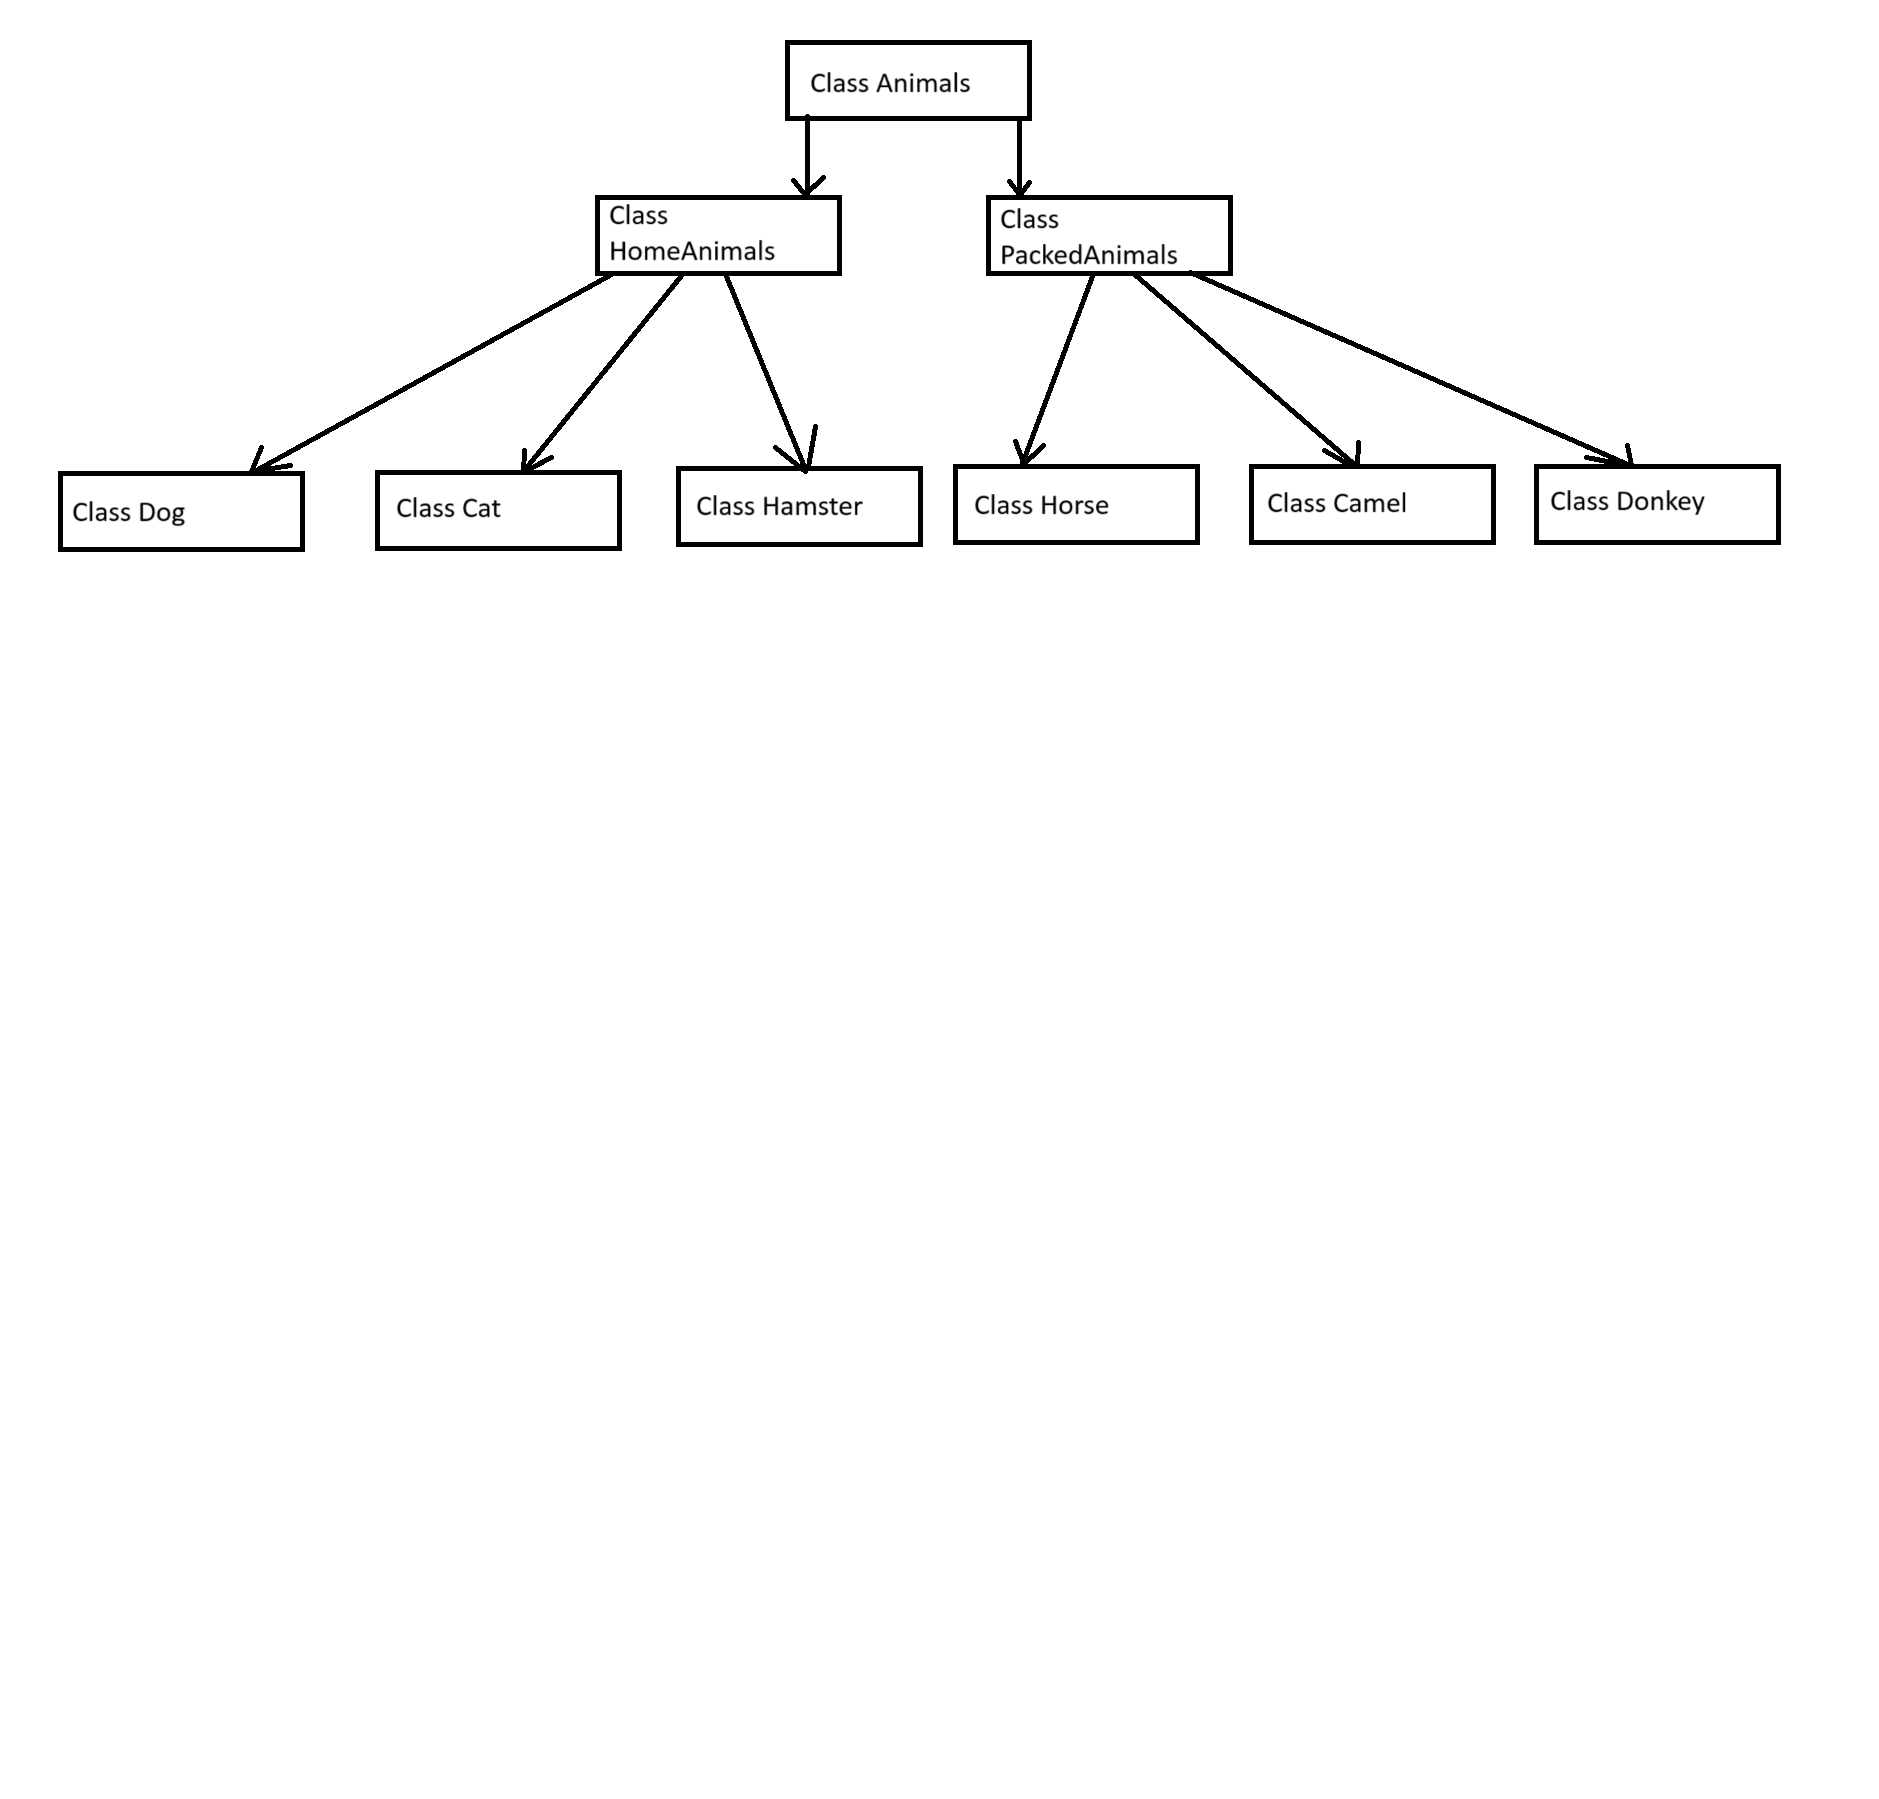 Class Animals
Class
HomeAnimals
Class
PackedAnimals
Class Dog
Class Cat
Class Hamster
Class Horse
Class Camel
Class Donkey